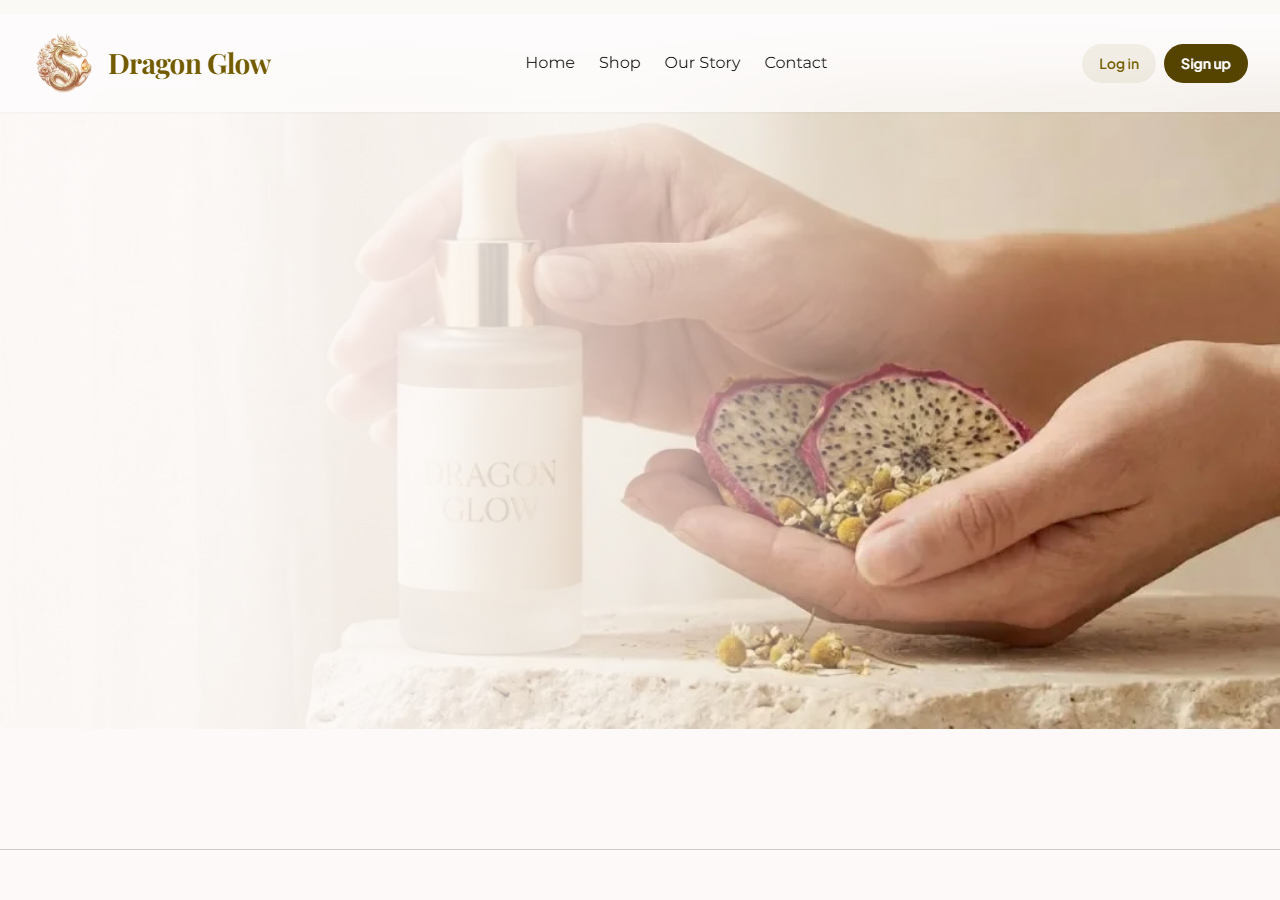 Dragon Glow
Home
Shop
Our Story
Contact
Log in
Sign up
DRAGON
GLOW